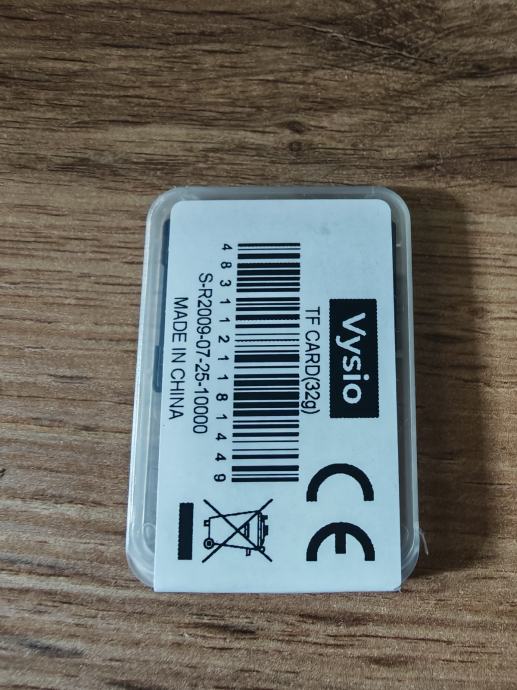 Vysio
TF CARD(32g)
4 8 3 1 1 2 1 1 8 1 4 4 9
S-R2009-07-25-10000
MADE IN CHINA
CE